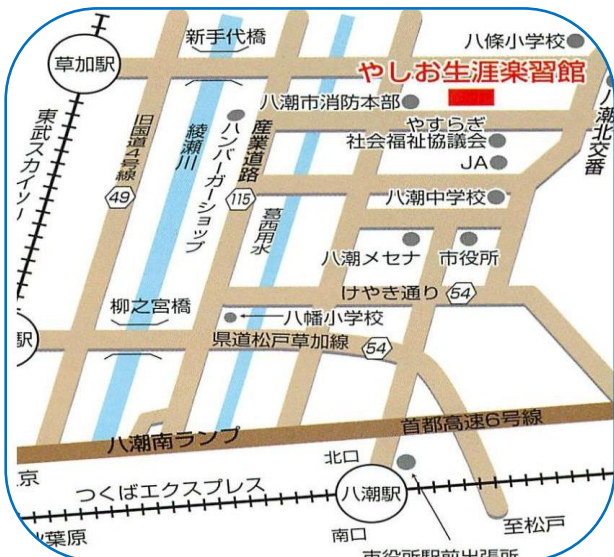 新手代橋
八條小学校
草加駅
やしお生涯楽習館
八潮市消防本部
やすらぎ
社会福祉協議会
JA
八潮北交番
東武スカイツリー
旧国道4号線
綾瀬川
ハンバーガーショップ
産業道路
49
115
葛西用水
八潮中学校
八潮メセナ
市役所
けやき通り
54
柳之宮橋
八幡小学校
駅
県道松戸草加線
54
八潮南ランプ
首都高速6号線
京
北口
つくばエクスプレス
八潮駅
葉原
南口
至松戸
市役所駅前出張所